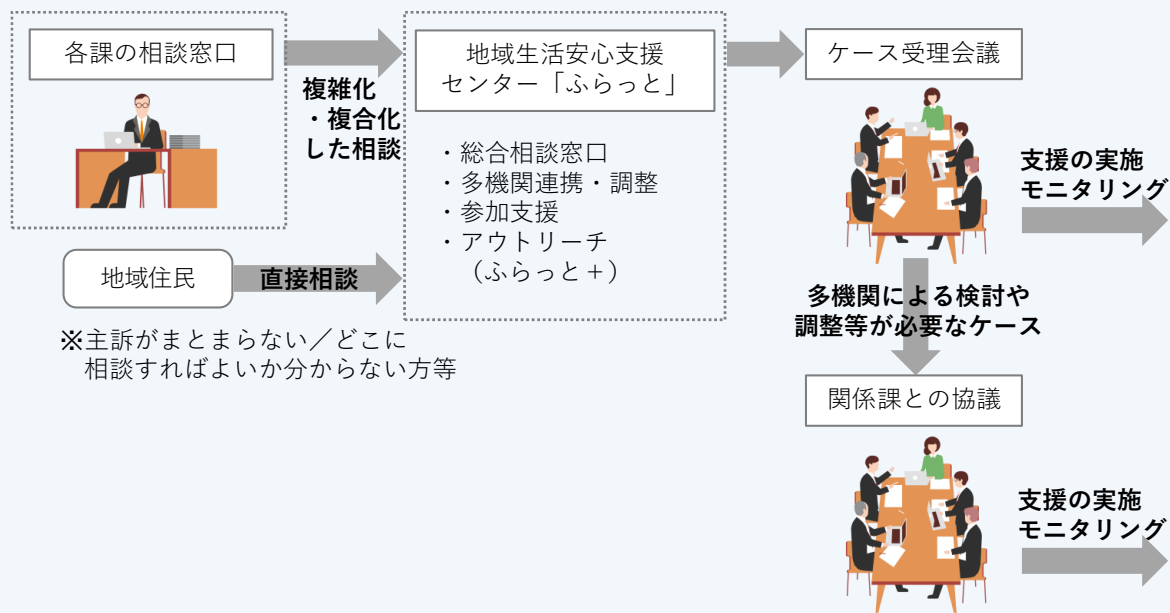 各課の相談窓口
複雑化
・複合化
した相談
地域住民
直接相談
※主訴がまとまらない／どこに
相談すればよいか分からない方等
地域生活安心支援
センター「ふらっと」
・総合相談窓口
・多機関連携・調整
・参加支援
・アウトリーチ
（ふらっと＋）
ケース受理会議
支援の実施
モニタリング
多機関による検討や
調整等が必要なケース
関係課との協議
支援の実施
モニタリング